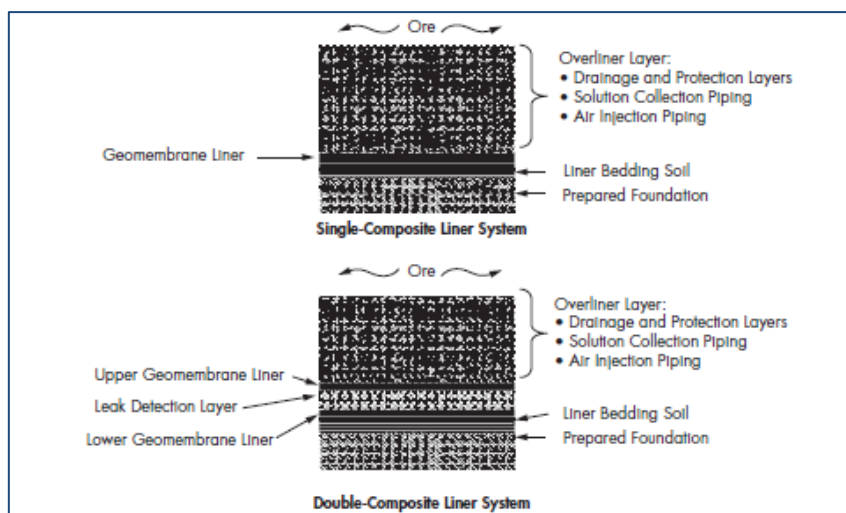 Ore
Overliner Layer:
• Drainage and Protection Layers
• Solution Collection Piping
• Air Injection Piping
Geomembrane Liner
Liner Bedding Soil
Prepared Foundation
Single-Composite Liner System
Ore
Overliner Layer:
• Drainage and Protection Layers
• Solution Collection Piping
• Air Injection Piping
Upper Geomembrane Liner
Leak Detection Layer
Lower Geomembrane Liner
Liner Bedding Soil
Prepared Foundation
Double-Composite Liner System